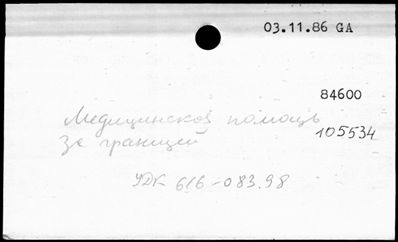 03.11.86 GA
84600
Медицинская помощь
105534
за границей
УДК 616-083.98